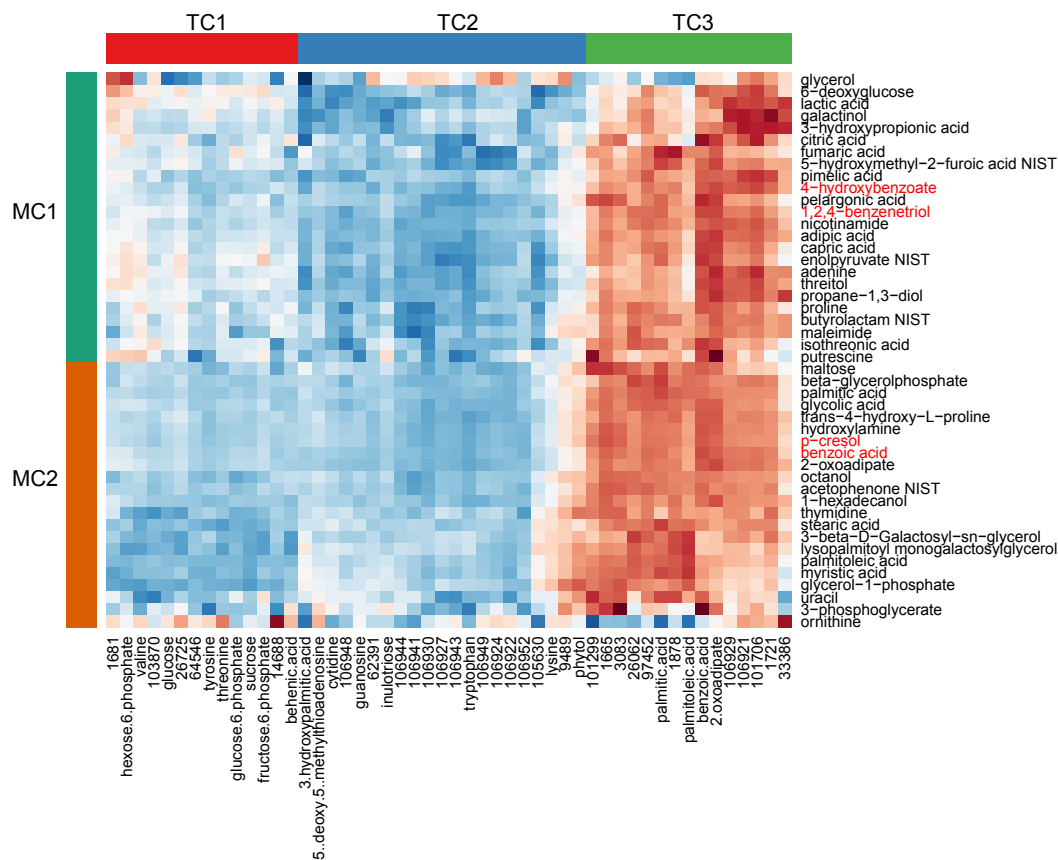 TC1
TC2
TC3
MC1
MC2
glycerol
6−deoxyglucose
lactic acid
galactinol
3−hydroxypropionic acid
citric acid
fumaric acid
5−hydroxymethyl−2−furoic acid NIST
pimelic acid
4−hydroxybenzoate
pelargonic acid
1,2,4−benzenetriol
nicotinamide
adipic acid
capric acid
enolpyruvate NIST
adenine
threitol
propane−1,3−diol
proline
butyrolactam NIST
maleimide
isothreonic acid
putrescine
maltose
beta−glycerolphosphate
palmitic acid
glycolic acid
trans−4−hydroxy−L−proline
hydroxylamine
p−cresol
benzoic acid
2−oxoadipate
octanol
acetophenone NIST
1−hexadecanol
thymidine
stearic acid
3−beta−D−Galactosyl−sn−glycerol
lysopalmitoyl monogalactosylglycerol
palmitoleic acid
myristic acid
glycerol−1−phosphate
uracil
3−phosphoglycerate
ornithine
1681
hexose.6.phosphate
valine
103870
glucose
26725
64546
tyrosine
threonine
glucose.6.phosphate
sucrose
fructose.6.phosphate
14688
behenic.acid
3.hydroxypalmitic.acid
5..deoxy.5..methylthioadenosine
cytidine
106948
guanosine
62391
inulotriose
106944
106941
106930
106927
106943
tryptophan
106949
106924
106922
106952
105630
lysine
9489
phytol
101299
1665
3083
26062
97452
palmitic.acid
1878
palmitoleic.acid
benzoic.acid
2.oxoadipate
106929
106921
101706
1721
33386